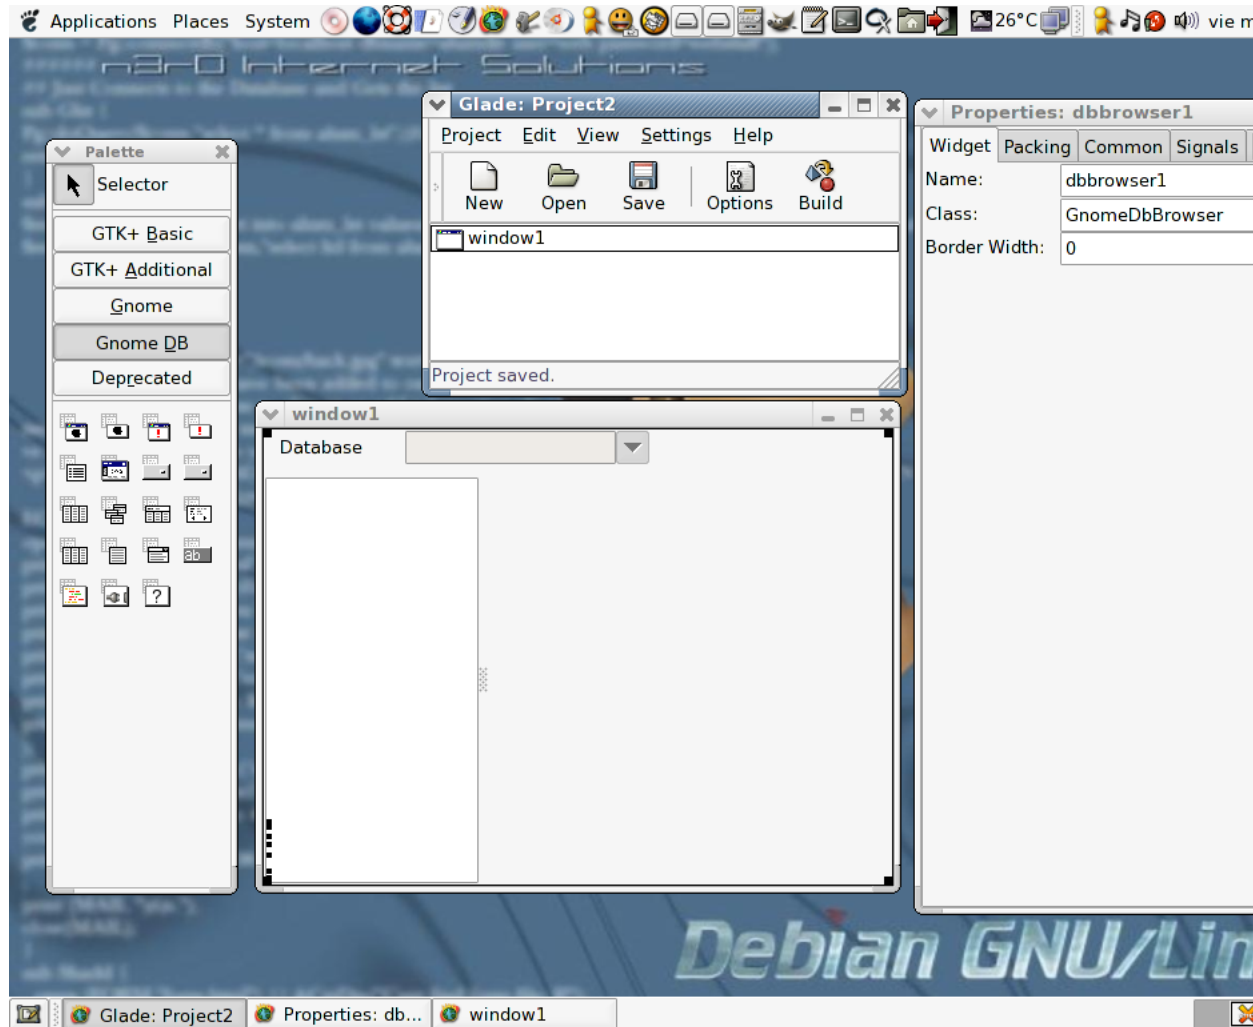 Applications Places System
26°C
vie m
n3r0 Internet Solutions
Glade: Project2
Project Edit View Settings Help
New Open Save Options Build
window1
Project saved.
Palette
Selector
GTK+ Basic
GTK+ Additional
Gnome
Gnome DB
Deprecated
ab
?
window1
Database
Properties: dbbrowser1
Widget Packing Common Signals
Name: dbbrowser1
Class: GnomeDbBrowser
Border Width: 0
Debian GNU/Lin
Glade: Project2 Properties: db... window1